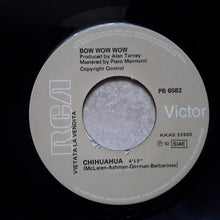 BOW WOW WOW
Produced by Alan Tarney
Mastered by Piero Mannucci
Copyright Control
PB 6582
RCA
Victor
VIETATA LA VENDITA
KKAS 35920
℗ 82 SIAE
CHIHUAHUA 4'15"
(McLaren-Ashman-Gorman-Barbarossa)